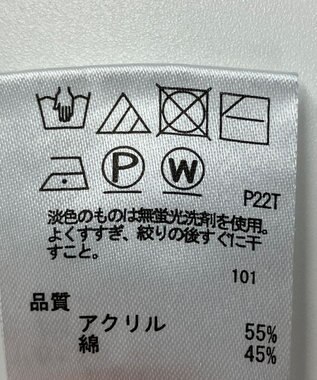 P W
P22T
淡色のものは無蛍光洗剤を使用。
よくすすぎ、絞りの後すぐに干
すこと。
101
品質
アクリル 55%
綿 45%